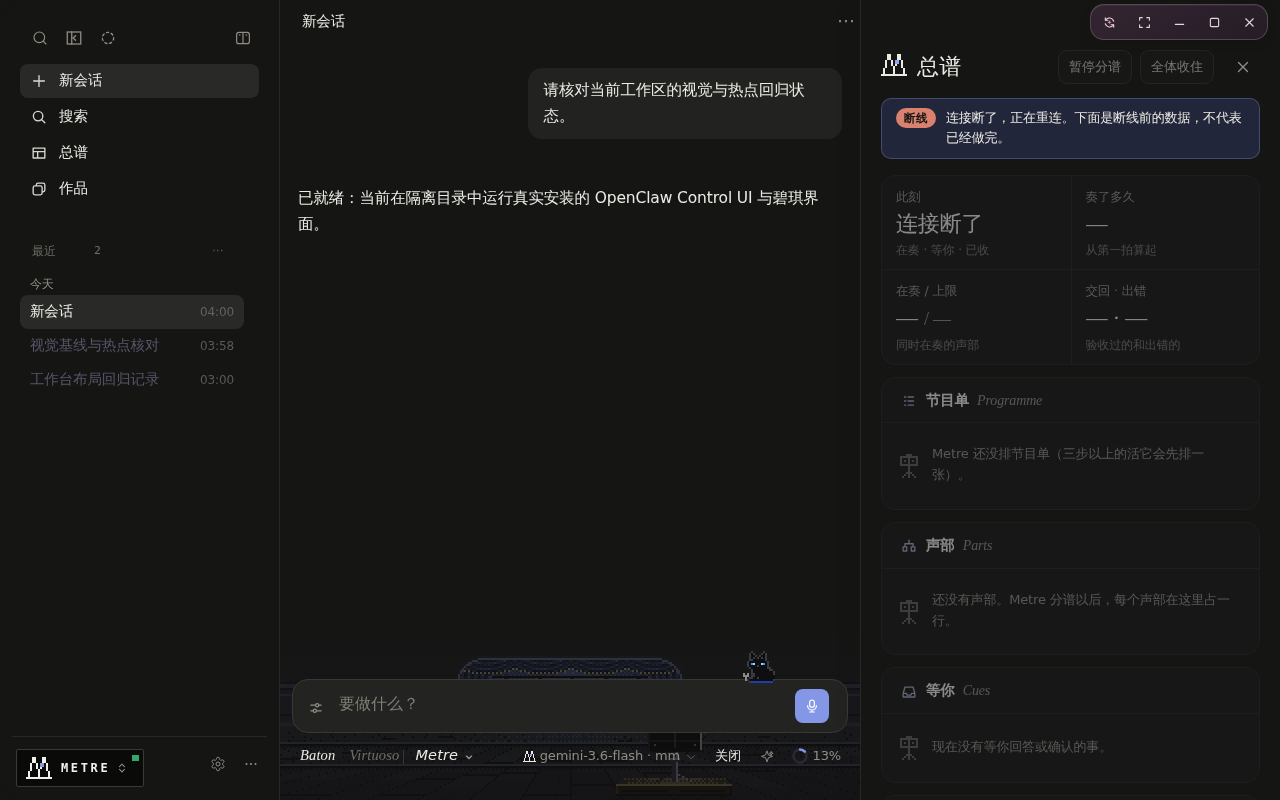 新会话
搜索
总谱
作品
最近 2 ···
今天
新会话 04:00
视觉基线与热点核对 03:58
工作台布局回归记录 03:00
METRE
新会话
请核对当前工作区的视觉与热点回归状
态。
已就绪：当前在隔离目录中运行真实安装的 OpenClaw Control UI 与碧琪界
面。
要做什么？
Baton Virtuoso Metre gemini-3.6-flash · mm 关闭 13%
总谱 暂停分谱 全体收住
断线 连接断了，正在重连。下面是断线前的数据，不代表
已经做完。
此刻 奏了多久
连接断了 —
在奏 · 等你 · 已收 从第一拍算起
在奏 / 上限 交回 · 出错
— / — — · —
同时在奏的声部 验收过的和出错的
节目单 Programme
Metre 还没排节目单（三步以上的活它会先排一
张）。
声部 Parts
还没有声部。Metre 分谱以后，每个声部在这里占一
行。
等你 Cues
现在没有等你回答或确认的事。